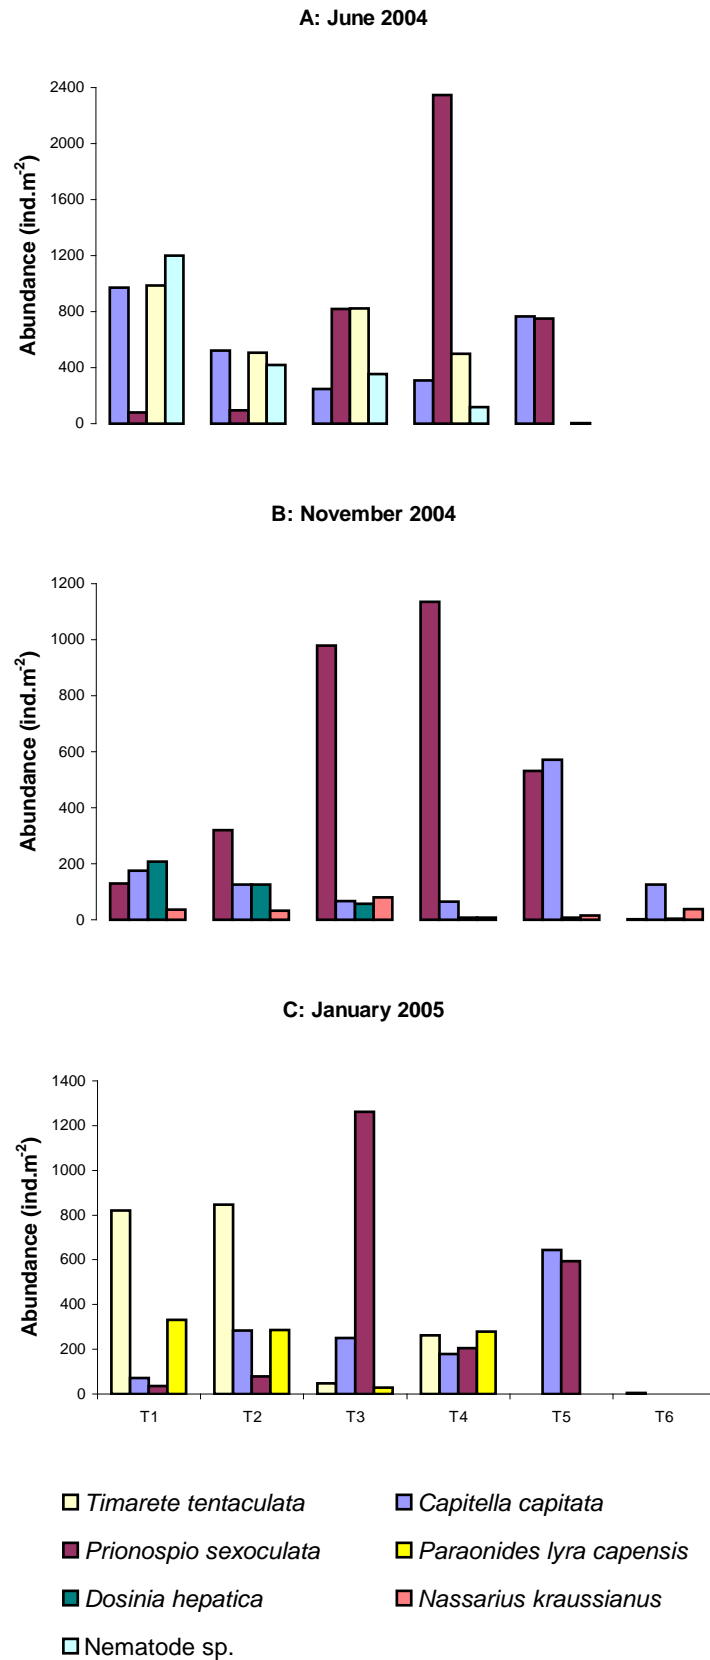 A: June 2004
Abundance (ind.m-2)
2400
2000
1600
1200
800
400
0
B: November 2004
Abundance (ind.m-2)
1200
1000
800
600
400
200
0
C: January 2005
Abundance (ind.m-2)
1400
1200
1000
800
600
400
200
0
T1 T2 T3 T4 T5 T6
Timarete tentaculata Capitella capitata
Prionospio sexoculata Paraonides lyra capensis
Dosinia hepatica Nassarius kraussianus
Nematode sp.